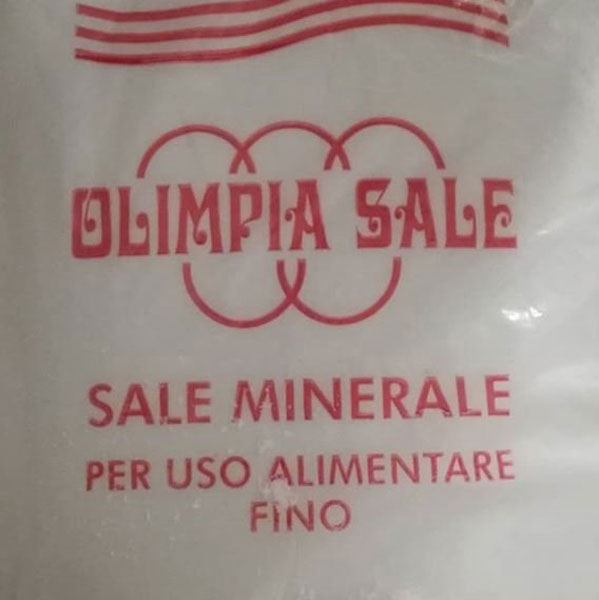 OLIMPIA SALE
SALE MINERALE
PER USO ALIMENTARE
FINO